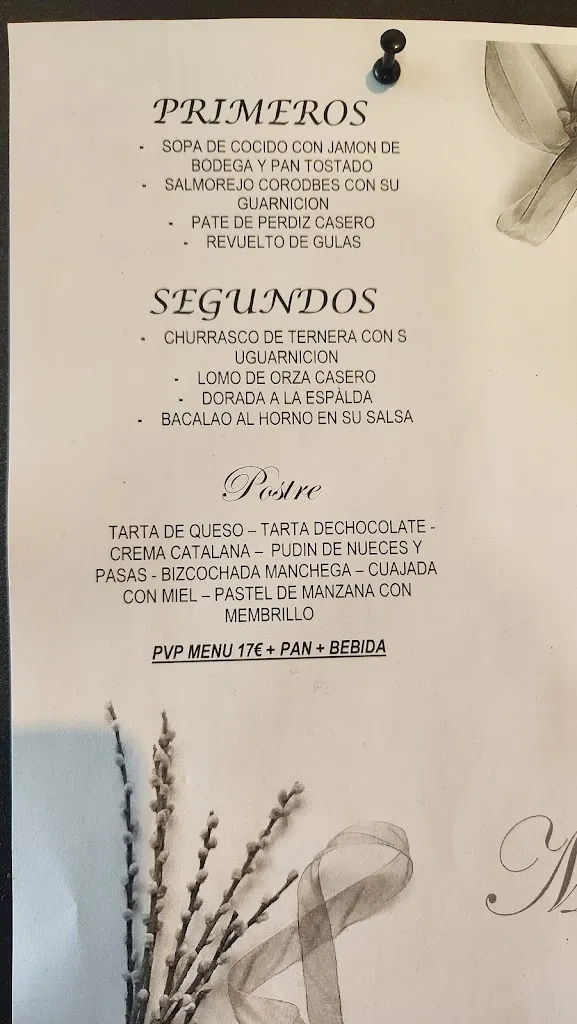 PRIMEROS
- SOPA DE COCIDO CON JAMON DE
BODEGA Y PAN TOSTADO
- SALMOREJO CORODBES CON SU
GUARNICION
- PATE DE PERDIZ CASERO
- REVUELTO DE GULAS
SEGUNDOS
- CHURRASCO DE TERNERA CON S
UGUARNICION
- LOMO DE ORZA CASERO
- DORADA A LA ESPÀLDA
- BACALAO AL HORNO EN SU SALSA
Postre
TARTA DE QUESO – TARTA DECHOCOLATE -
CREMA CATALANA – PUDIN DE NUECES Y
PASAS - BIZCOCHADA MANCHEGA – CUAJADA
CON MIEL – PASTEL DE MANZANA CON
MEMBRILLO
PVP MENU 17€ + PAN + BEBIDA